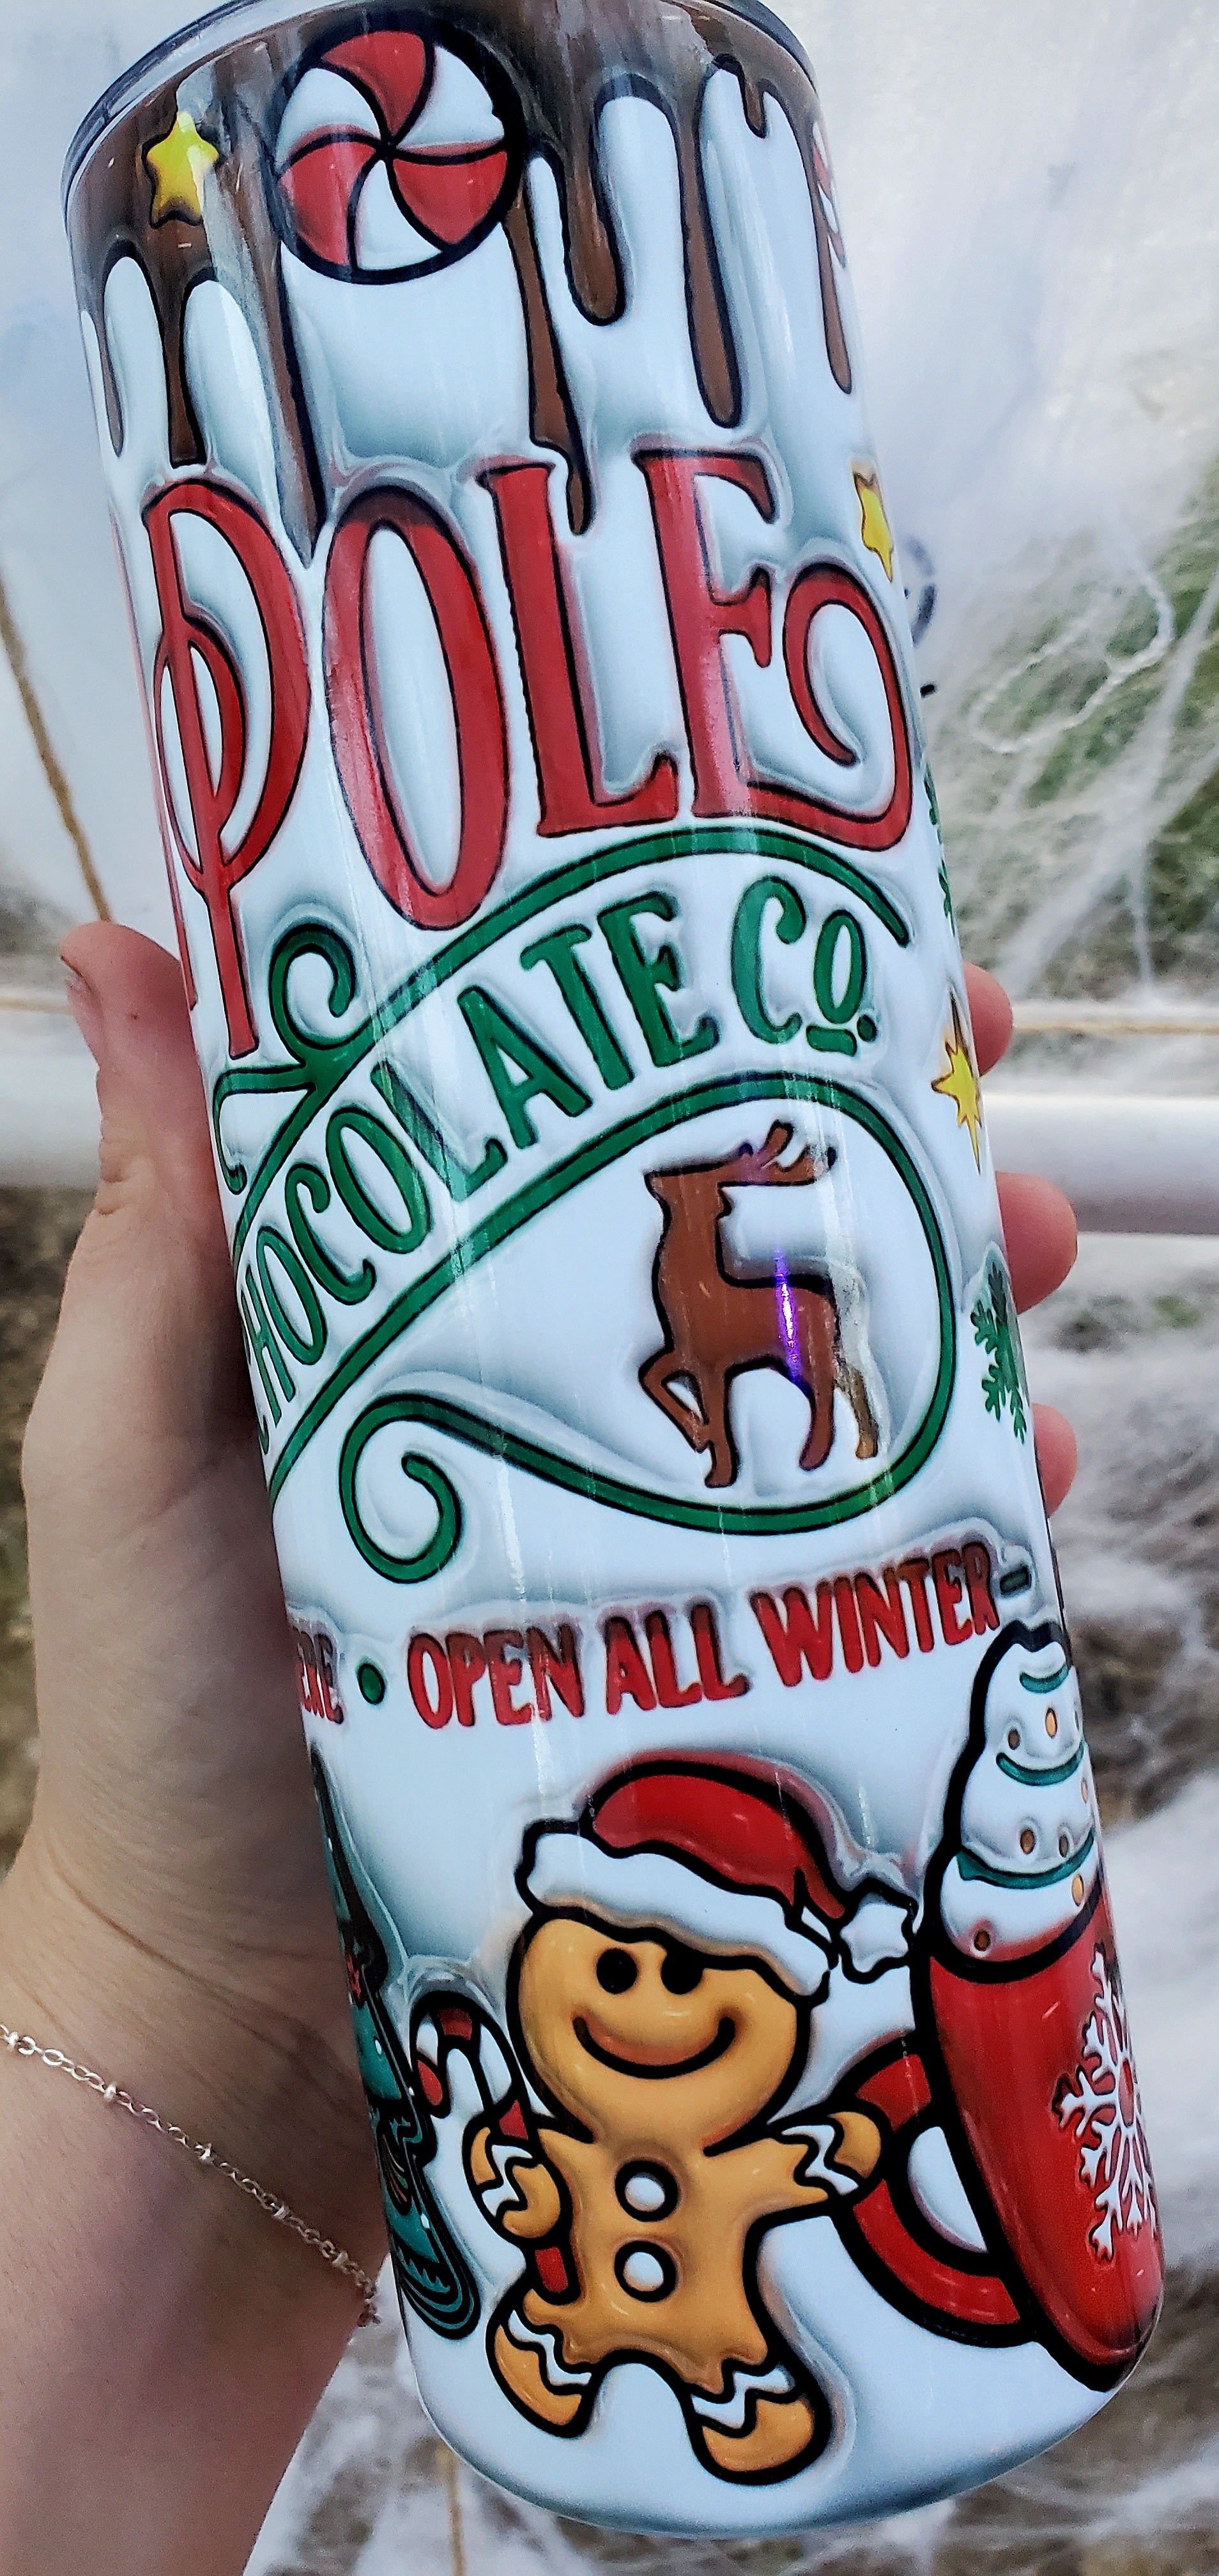 POLE
CHOCOLATE CO.
• OPEN ALL WINTER-